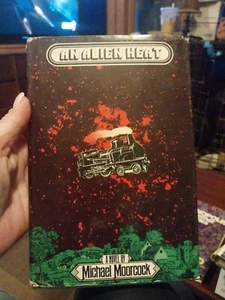 AN ALIEN HEAT
A NOVEL BY
Michael Moorcock